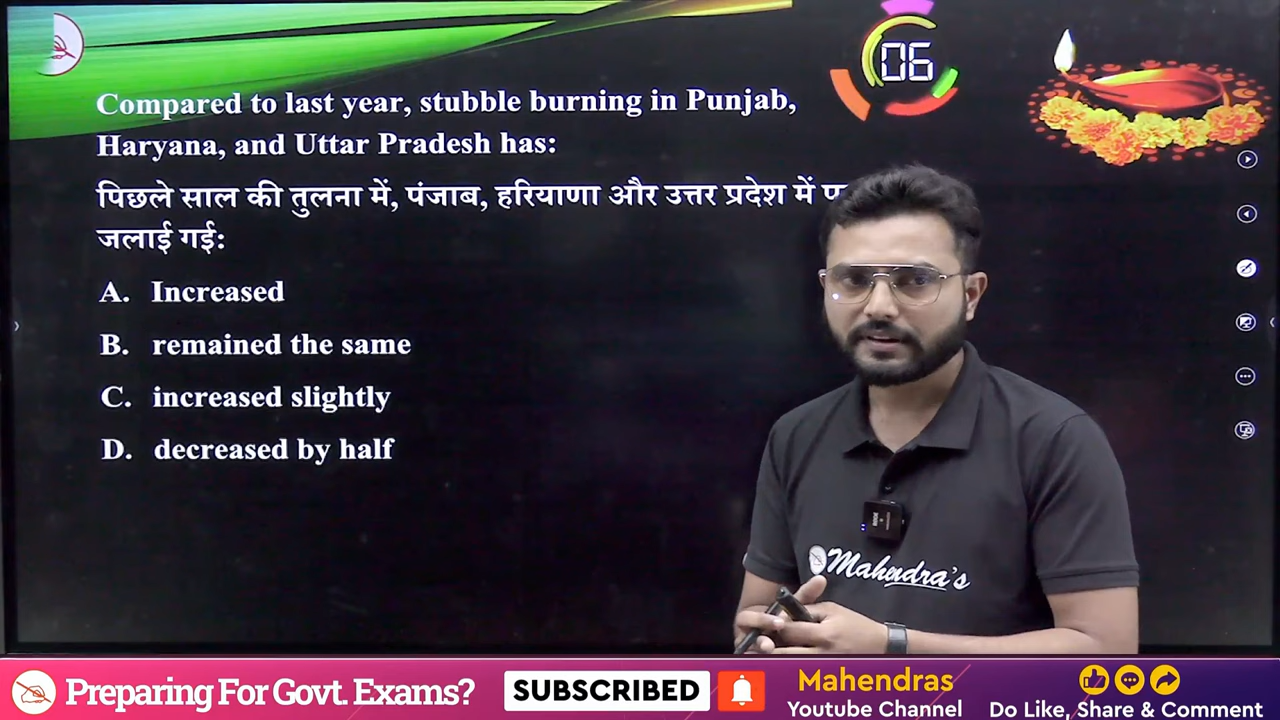 06
Compared to last year, stubble burning in Punjab,
Haryana, and Uttar Pradesh has:
पिछले साल की तुलना में, पंजाब, हरियाणा और उत्तर प्रदेश में
जलाई गई:
A. Increased
B. remained the same
C. increased slightly
D. decreased by half
Mahendra's
Preparing For Govt. Exams?
SUBSCRIBED
Mahendras
Youtube Channel
Do Like, Share & Comment